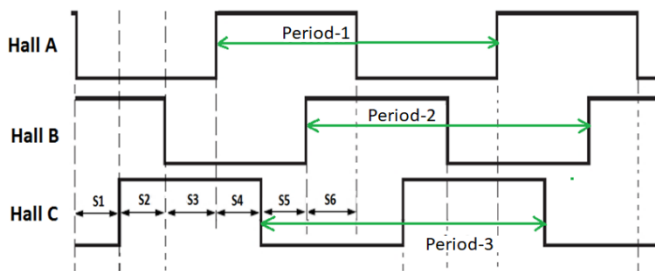 Hall A
Period-1
Hall B
Period-2
Hall C
S1 S2 S3 S4 S5 S6
Period-3